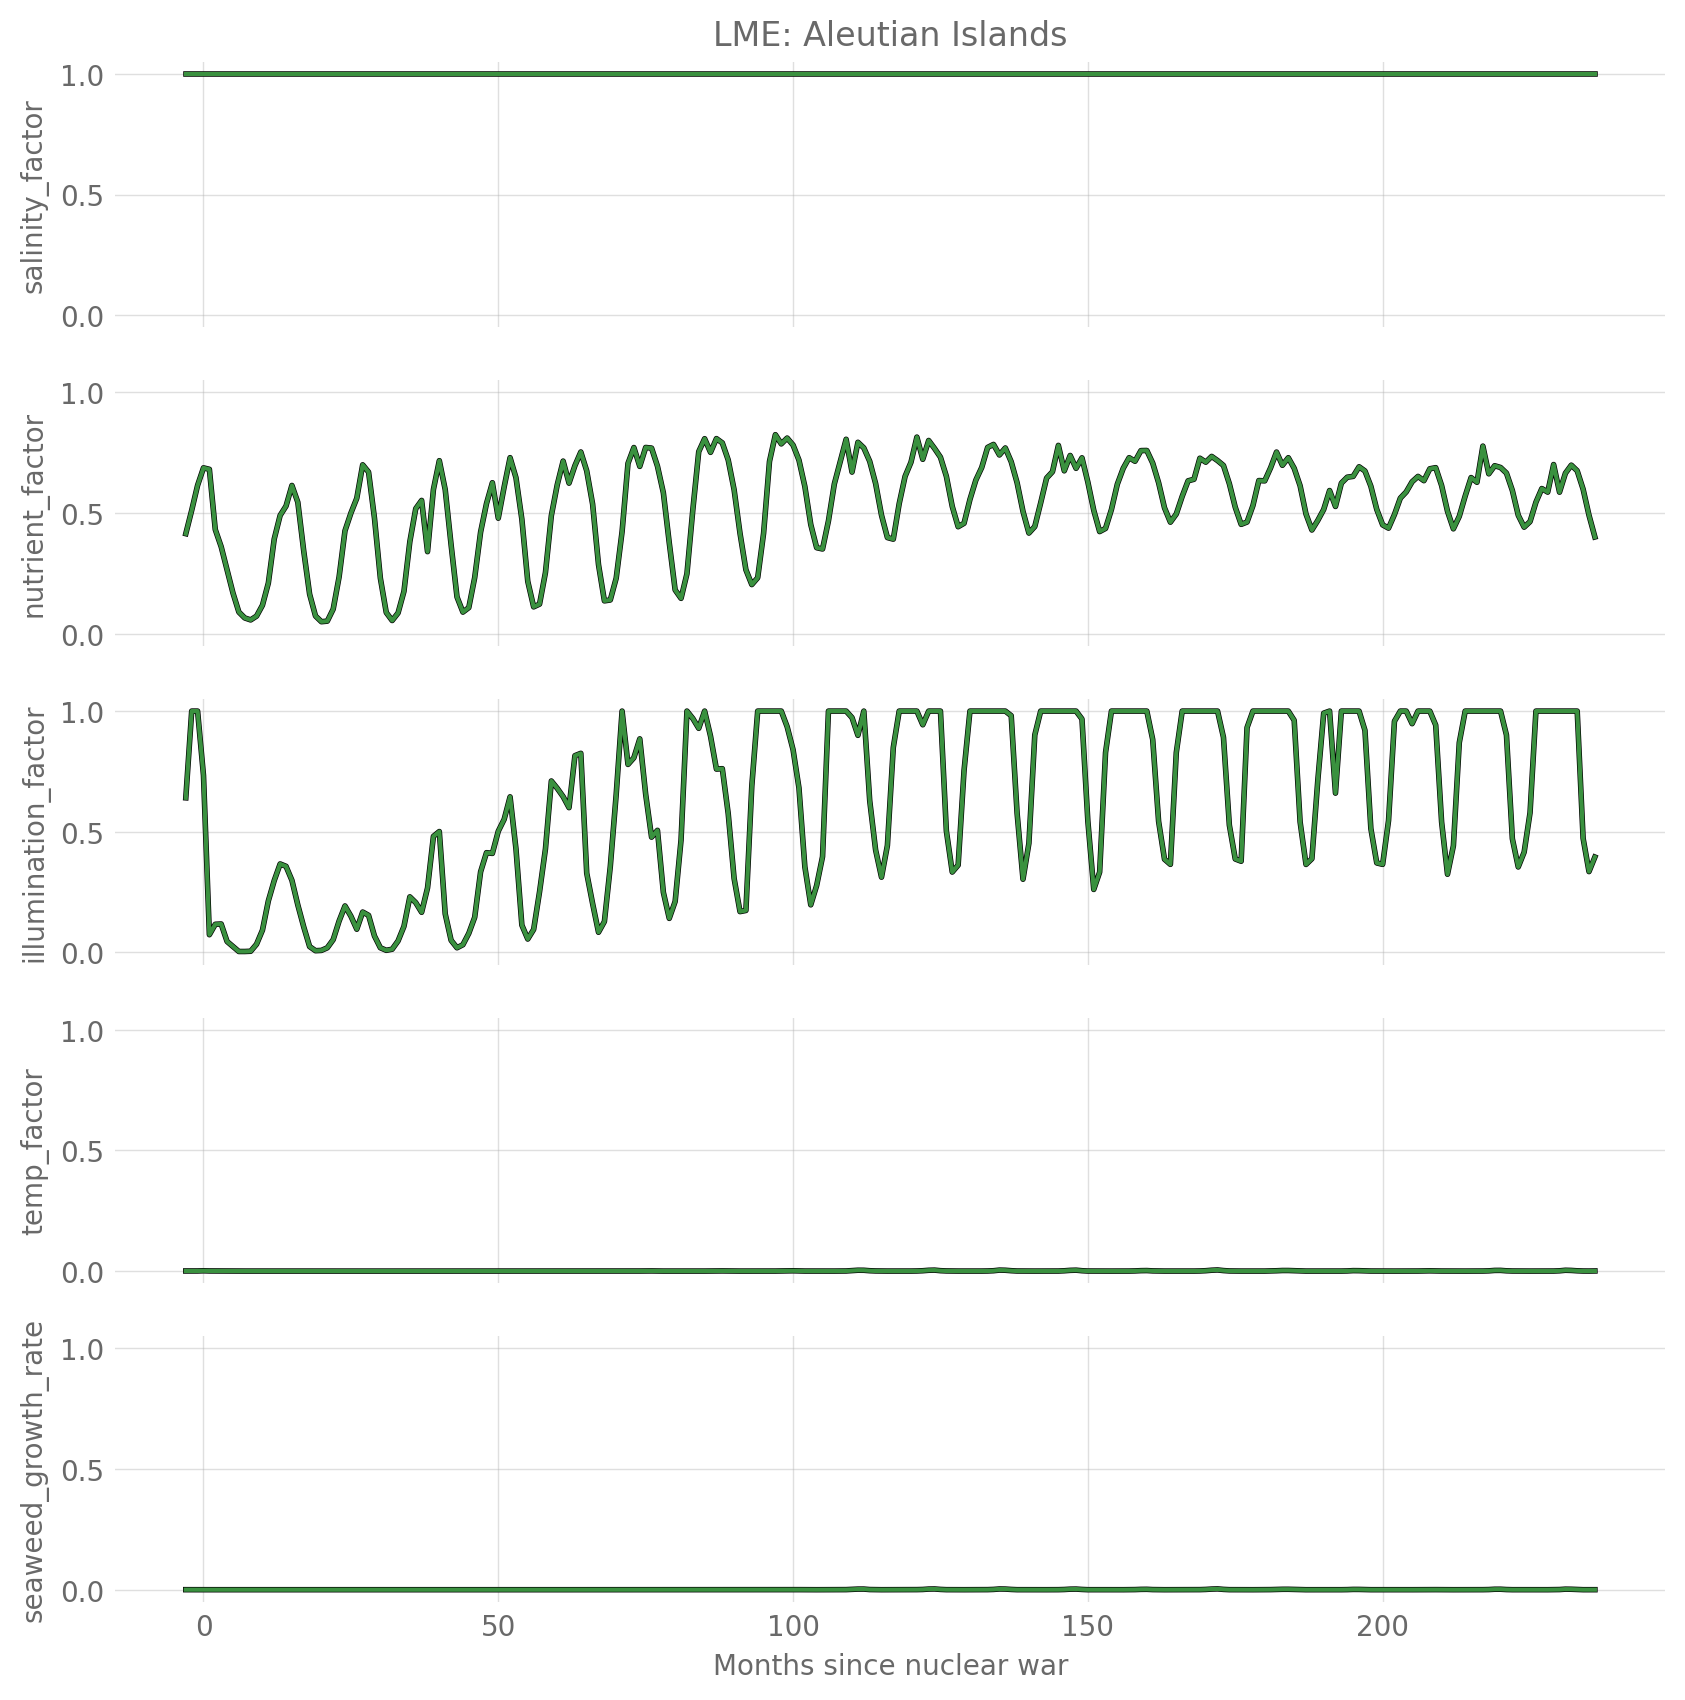 LME: Aleutian Islands
1.0
0.5
0.0
salinity_factor
1.0
0.5
0.0
nutrient_factor
1.0
0.5
0.0
illumination_factor
1.0
0.5
0.0
temp_factor
1.0
0.5
0.0
seaweed_growth_rate
0 50 100 150 200
Months since nuclear war